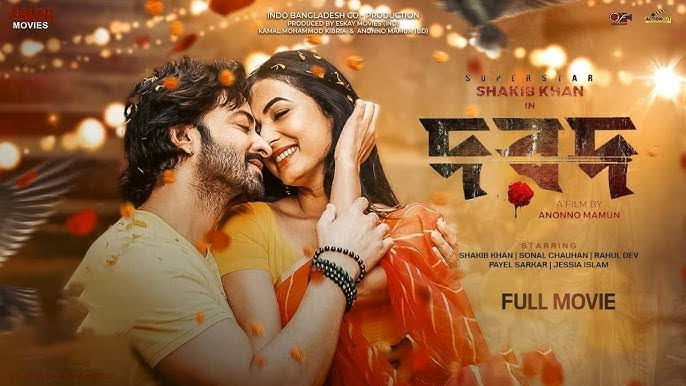 ESKAY
MOVIES
INDO BANGLADESH CO - PRODUCTION
PRODUCED BY ESKAY MOVIES (IND),
KAMAL MOHAMMOD KIBRIA & ANONNO MAMUN (BD)
SUPERSTAR
SHAKIB KHAN
IN
দরদ
A FILM BY
ANONNO MAMUN
STARRING
SHAKIB KHAN | SONAL CHAUHAN | RAHUL DEV
PAYEL SARKAR | JESSIA ISLAM
FULL MOVIE